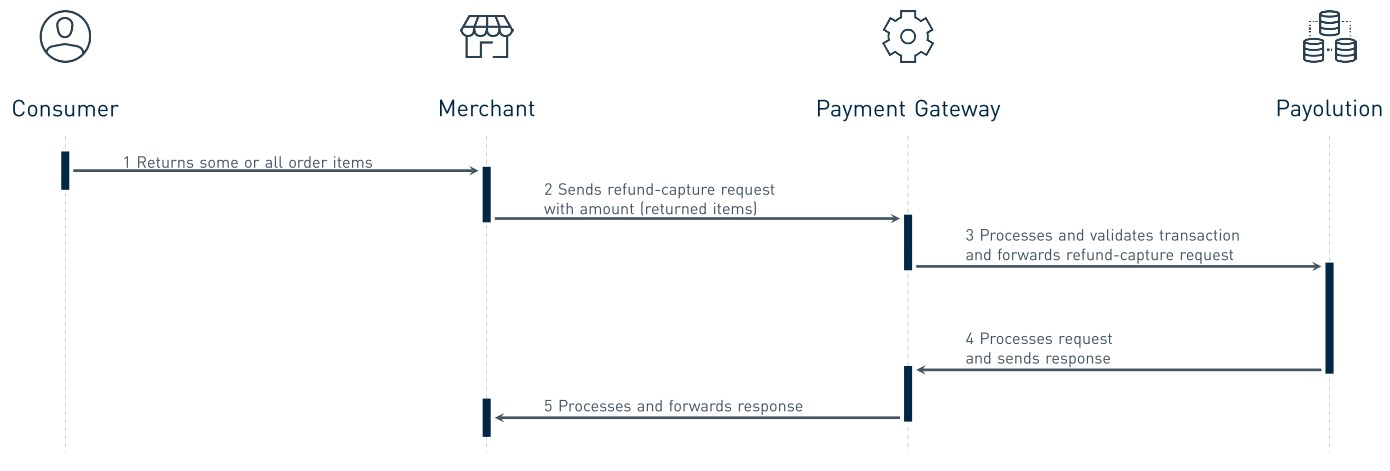 Consumer
Merchant
Payment Gateway
Payolution
1 Returns some or all order items
2 Sends refund-capture request
with amount (returned items)
3 Processes and validates transaction
and forwards refund-capture request
4 Processes request
and sends response
5 Processes and forwards response